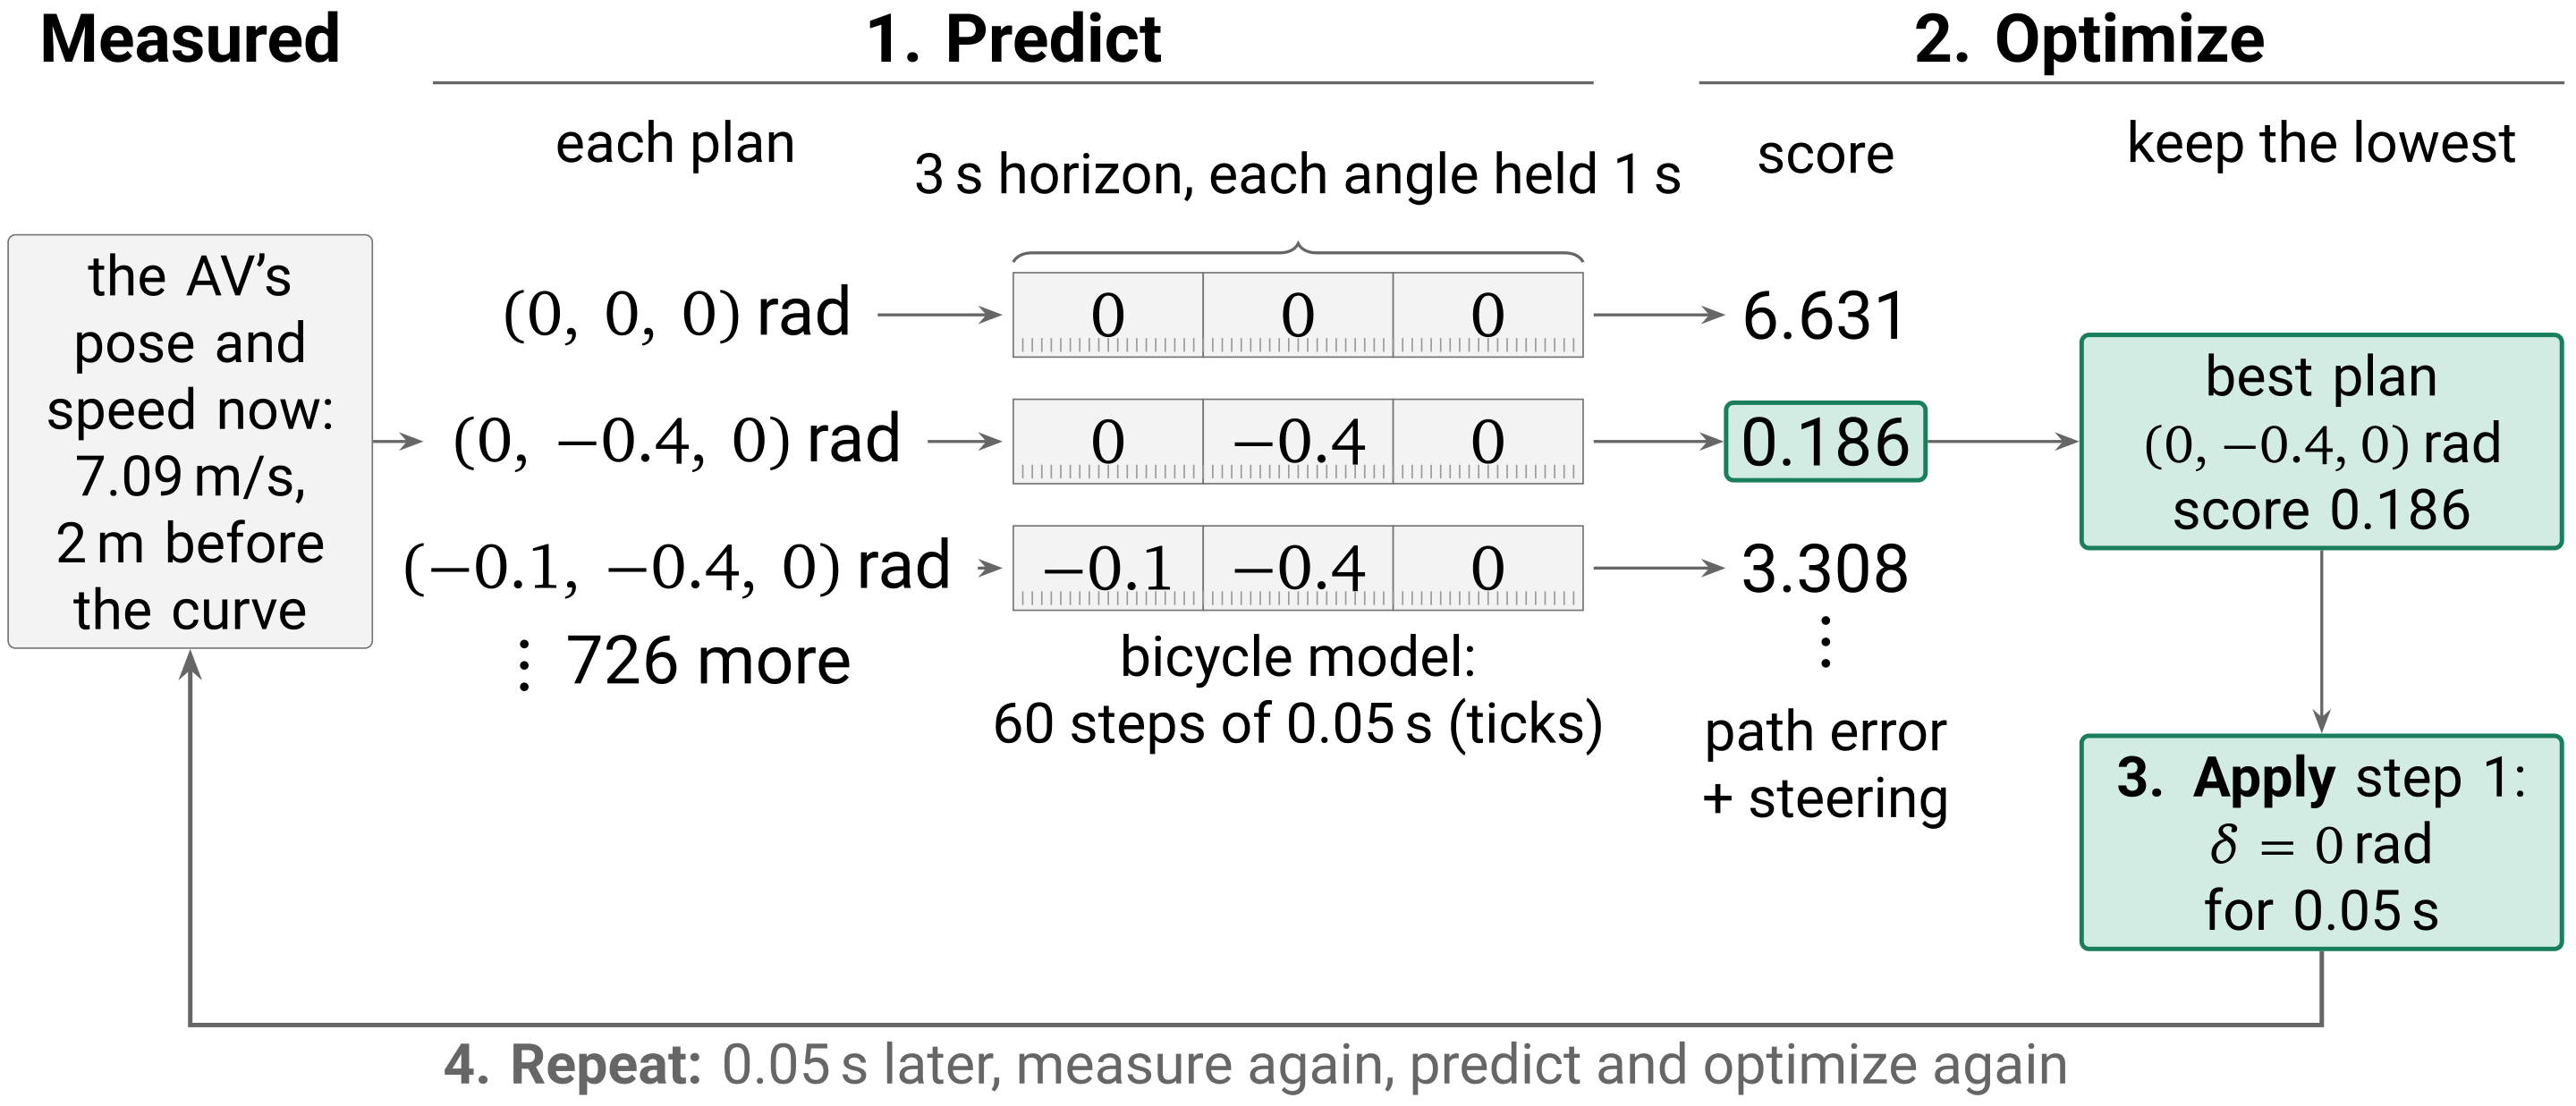 Measured
1. Predict
2. Optimize
each plan
3 s horizon, each angle held 1 s
score
keep the lowest
the AV’s
pose and
speed now:
7.09 m/s,
2 m before
the curve
(0, 0, 0) rad
0 0 0
6.631
(0, −0.4, 0) rad
0 −0.4 0
0.186
(−0.1, −0.4, 0) rad
−0.1 −0.4 0
3.308
⋮ 726 more
⋮
bicycle model:
60 steps of 0.05 s (ticks)
path error
+ steering
best plan
(0, −0.4, 0) rad
score 0.186
3. Apply step 1:
δ = 0 rad
for 0.05 s
4. Repeat: 0.05 s later, measure again, predict and optimize again